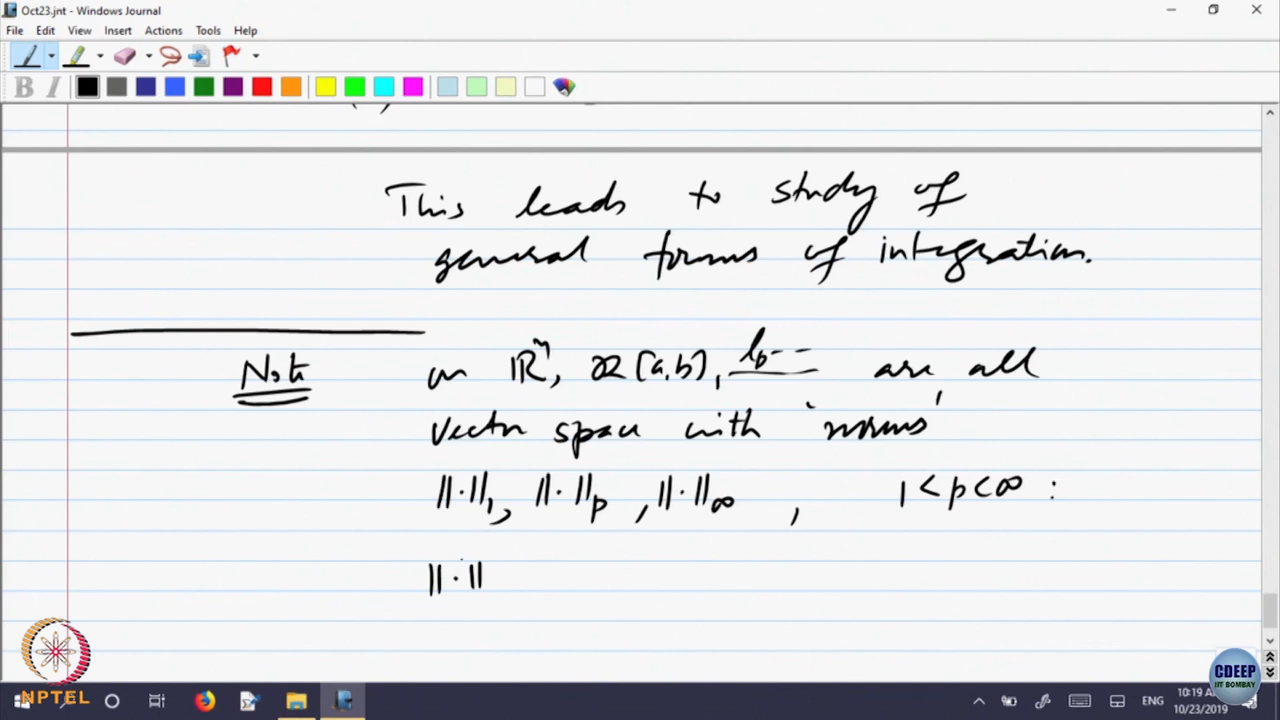 Oct23.jnt - Windows Journal
File Edit View Insert Actions Tools Help
B I
This leads to study of
general forms of integration.
Note on ℝⁿ, R[a,b], l_p -- are all
vector space with 'norms'
||·||₁, ||·||_p, ||·||_∞, 1<p<∞ :
||·||
NPTEL
CDEEP
IIT BOMBAY
ENG
10:19 A
10/23/2019